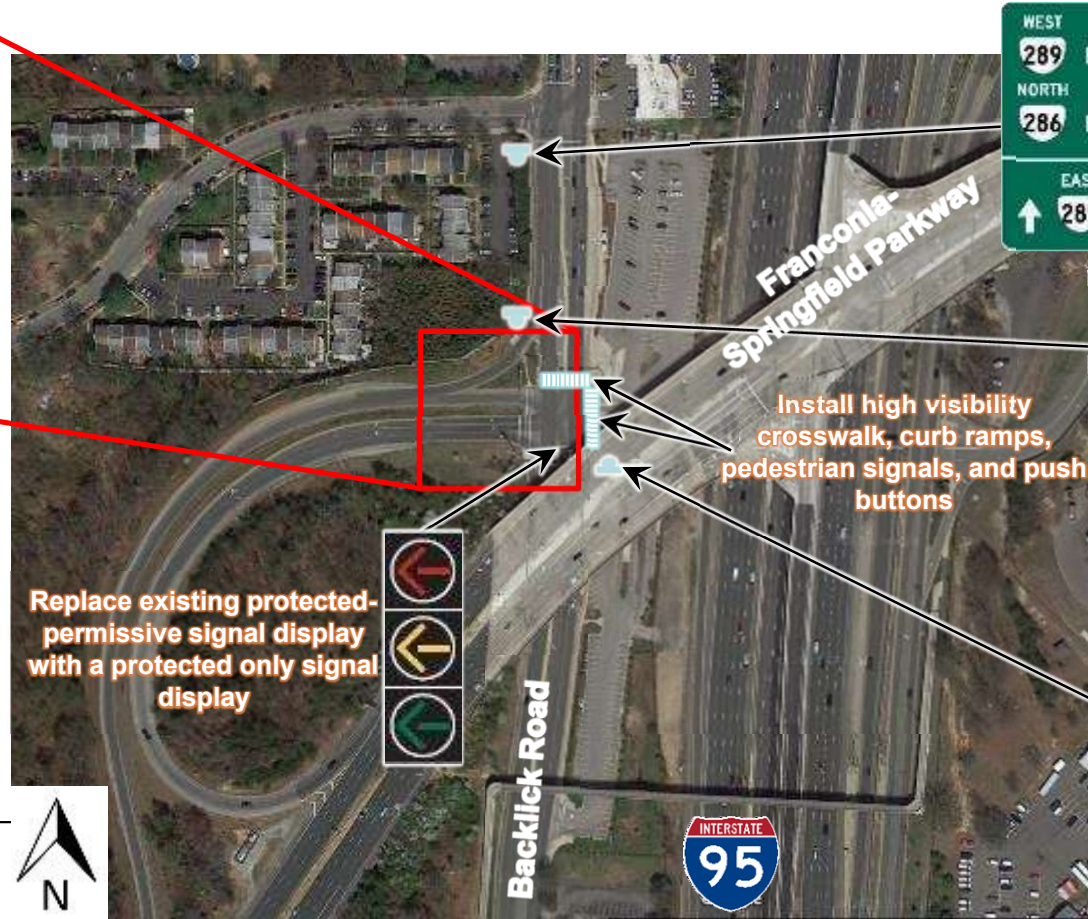 WEST
289
NORTH
286
EAS
28
Franconia-
Springfield Parkway
Install high visibility
crosswalk, curb ramps,
pedestrian signals, and push
buttons
Replace existing protected-
permissive signal display
with a protected only signal
display
Backlick Road
INTERSTATE
95
N